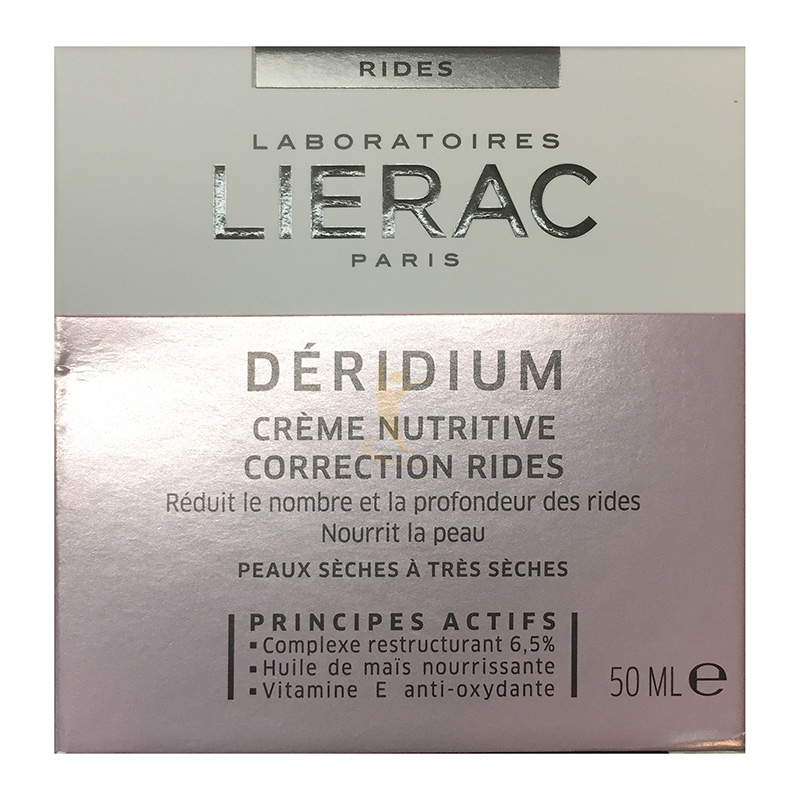 RIDES
LABORATOIRES
LIERAC
PARIS
DÉRIDIUM
CRÈME NUTRITIVE
CORRECTION RIDES
Réduit le nombre et la profondeur des rides
Nourrit la peau
PEAUX SÈCHES À TRÈS SÈCHES
PRINCIPES ACTIFS
▪ Complexe restructurant 6,5%
▪ Huile de maïs nourrissante
▪ Vitamine E anti-oxydante
50 ML ℮